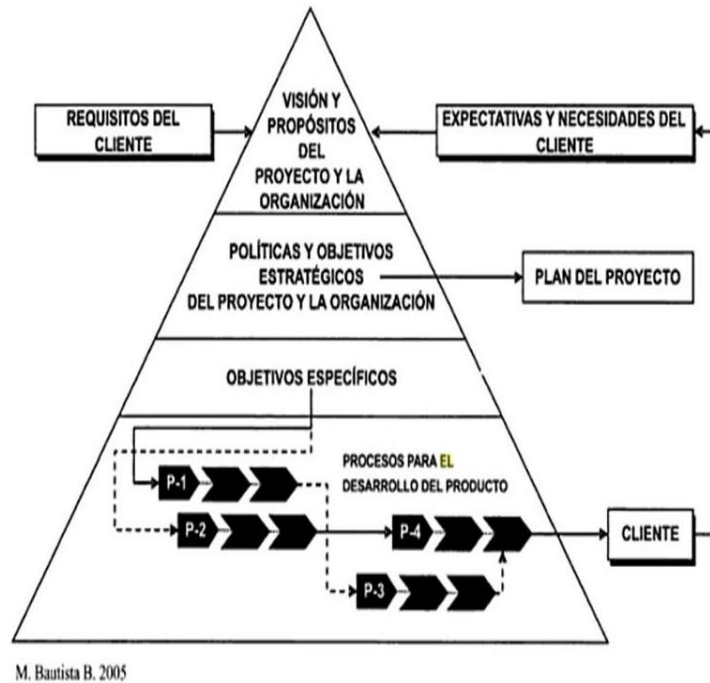 REQUISITOS DEL
CLIENTE
VISIÓN Y
PROPÓSITOS
DEL
PROYECTO Y LA
ORGANIZACIÓN
EXPECTATIVAS Y NECESIDADES DEL
CLIENTE
POLÍTICAS Y OBJETIVOS
ESTRATÉGICOS
DEL PROYECTO Y LA ORGANIZACIÓN
PLAN DEL PROYECTO
OBJETIVOS ESPECÍFICOS
PROCESOS PARA EL
DESARROLLO DEL PRODUCTO
P-1
P-2
P-4
P-3
CLIENTE
M. Bautista B. 2005